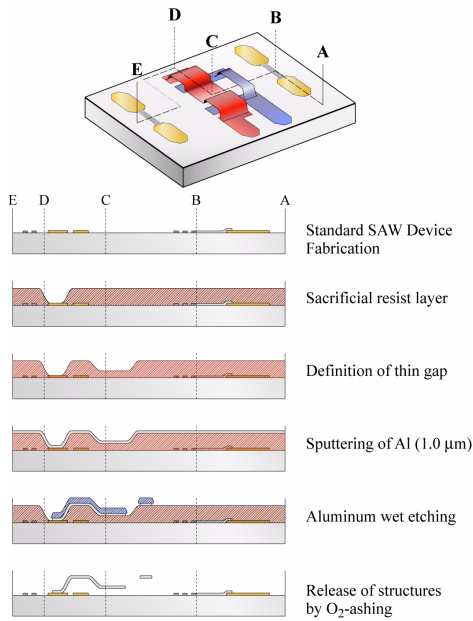 D
B
C
A
E
E D C B A
Standard SAW Device
Fabrication
Sacrificial resist layer
Definition of thin gap
Sputtering of Al (1.0 μm)
Aluminum wet etching
Release of structures
by O₂-ashing